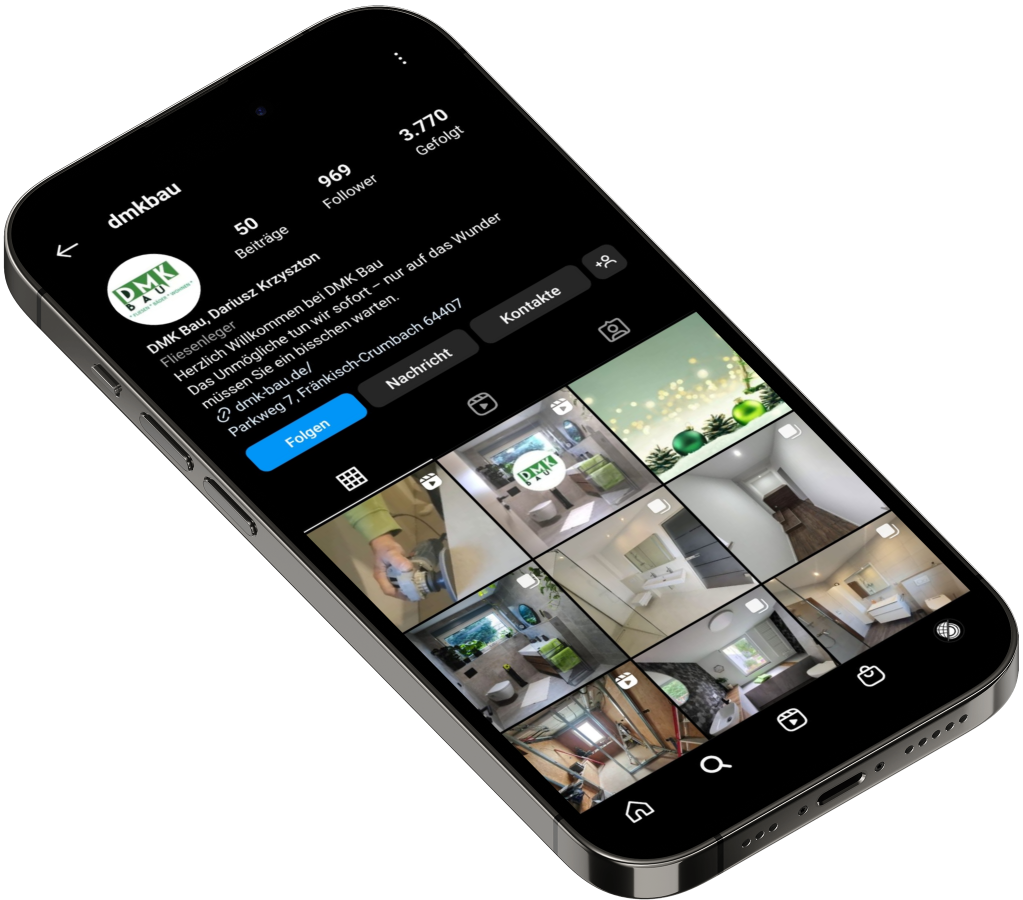 dmkbau
50
Beiträge
969
Follower
3.770
Gefolgt
DMK
BAU
DMK Bau, Dariusz Krzyszton
Fliesenleger
Herzlich Willkommen bei DMK Bau
Das Unmögliche tun wir sofort – nur auf das Wunder
müssen Sie ein bisschen warten.
dmk-bau.de/
Parkweg 7, Fränkisch-Crumbach 64407
Folgen
Nachricht
Kontakte
DMK
BAU